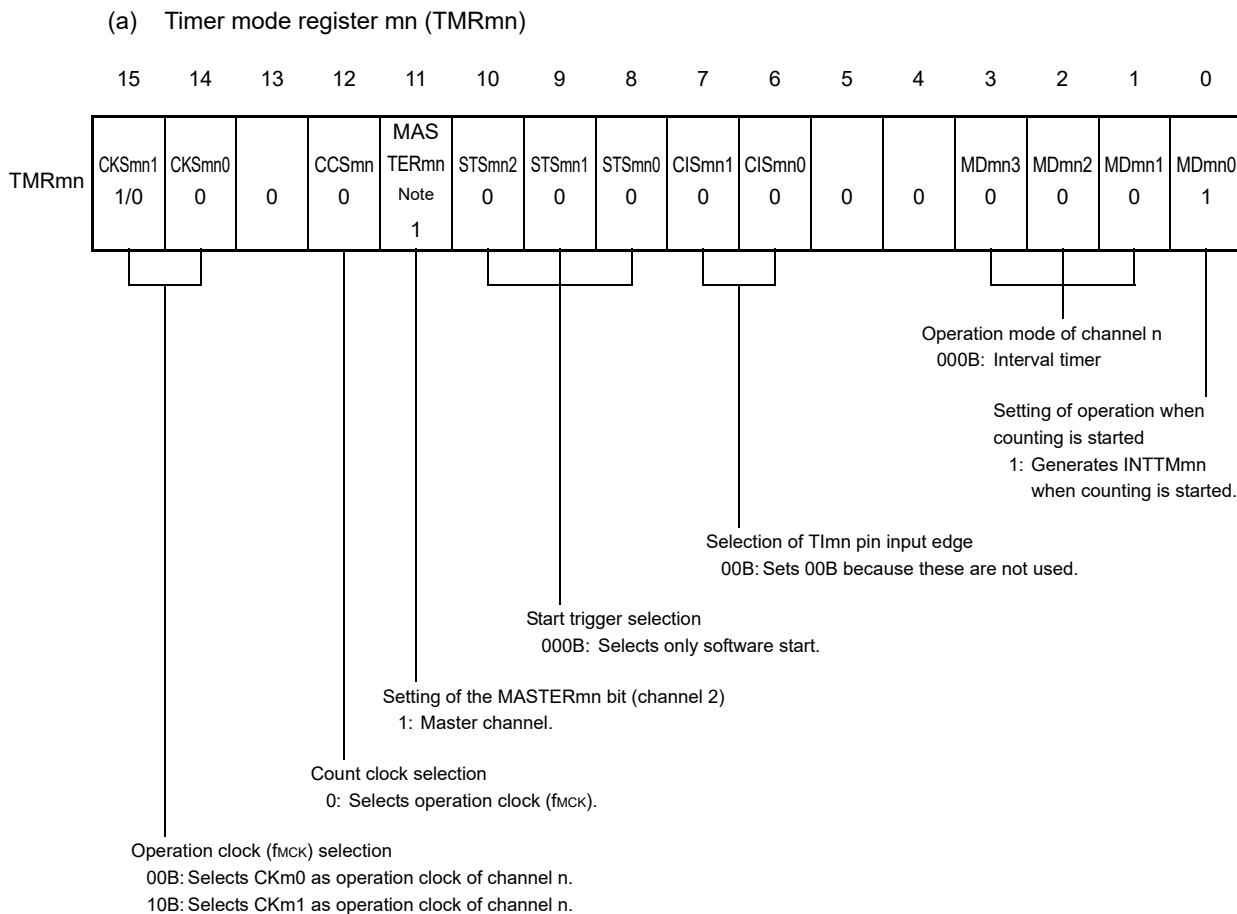 (a) Timer mode register mn (TMRmn)
15 14 13 12 11 10 9 8 7 6 5 4 3 2 1 0
TMRmn
CKSmn1 1/0
CKSmn0 0
0
CCSmn 0
MAS
TERmn
Note
1
STSmn2 0
STSmn1 0
STSmn0 0
CISmn1 0
CISmn0 0
0
0
MDmn3 0
MDmn2 0
MDmn1 0
MDmn0 1
Operation mode of channel n
000B: Interval timer
Setting of operation when
counting is started
1: Generates INTTMmn
when counting is started.
Selection of TImn pin input edge
00B: Sets 00B because these are not used.
Start trigger selection
000B: Selects only software start.
Setting of the MASTERmn bit (channel 2)
1: Master channel.
Count clock selection
0: Selects operation clock (fMCK).
Operation clock (fMCK) selection
00B: Selects CKm0 as operation clock of channel n.
10B: Selects CKm1 as operation clock of channel n.